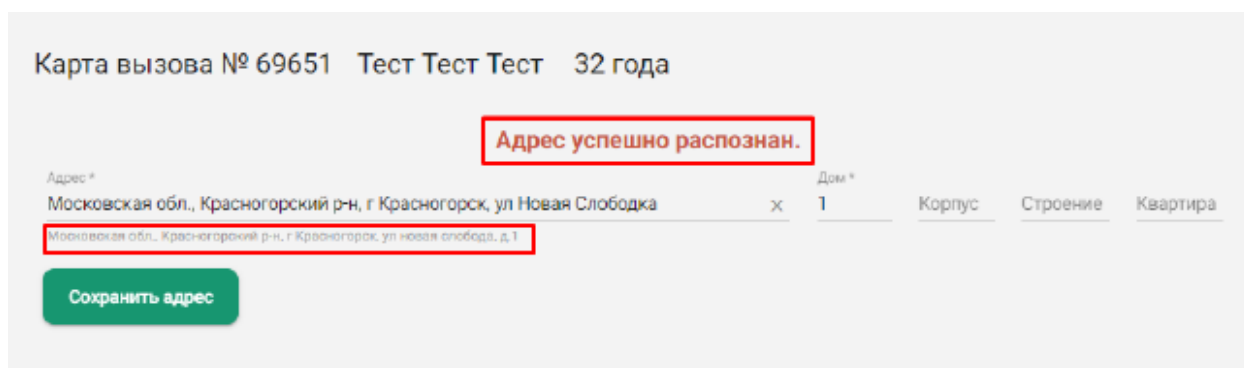 Карта вызова № 69651 Тест Тест Тест 32 года
Адрес успешно распознан.
Адрес * Дом *
Московская обл., Красногорский р-н, г Красногорск, ул Новая Слободка × 1 Корпус Строение Квартира
Московская обл., Красногорский р-н, г Красногорск, ул новая слобода, д 1
Сохранить адрес